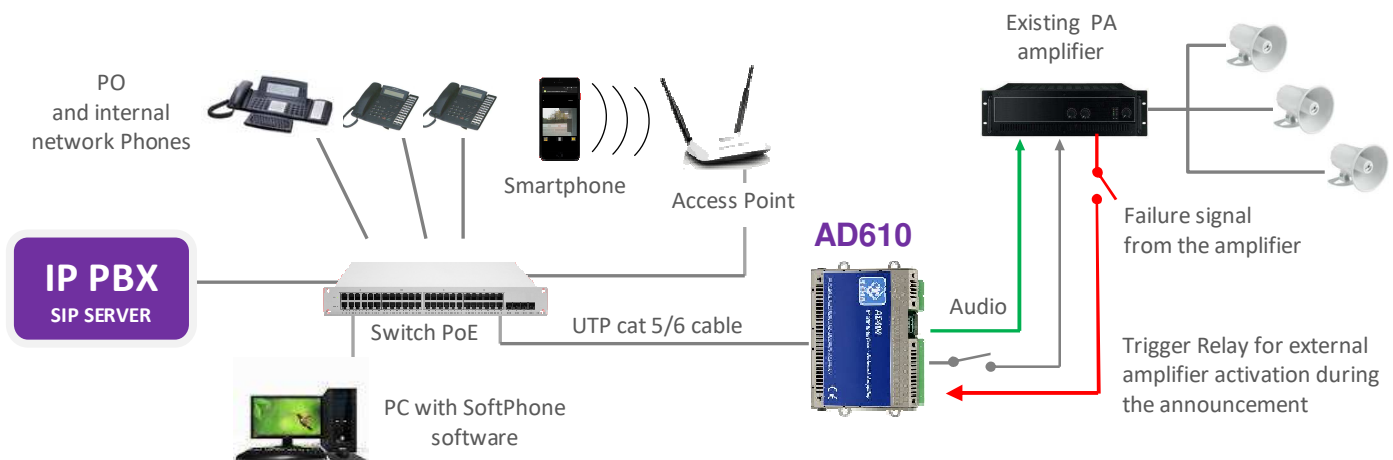 Existing PA
amplifier
PO
and internal
network Phones
Smartphone
Access Point
Failure signal
from the amplifier
AD610
IP PBX
SIP SERVER
Switch PoE
UTP cat 5/6 cable
Audio
Trigger Relay for external
amplifier activation during
the announcement
PC with SoftPhone
software